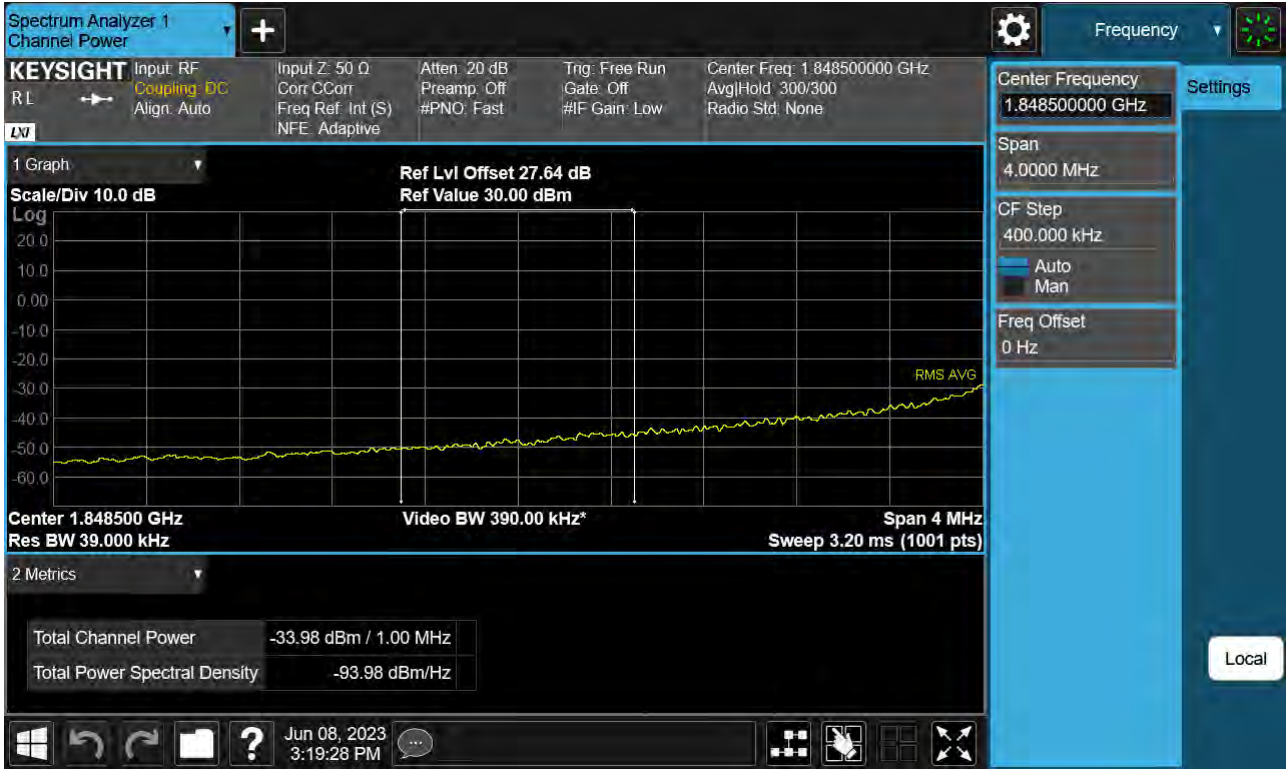 Spectrum Analyzer 1
Channel Power
+
Frequency
KEYSIGHT
R L
LXI
Input: RF
Coupling: DC
Align: Auto
Input Z: 50 Ω
Corr CCorr
Freq Ref: Int (S)
NFE: Adaptive
Atten: 20 dB
Preamp: Off
#PNO: Fast
Trig: Free Run
Gate: Off
#IF Gain: Low
Center Freq: 1.848500000 GHz
Avg|Hold: 300/300
Radio Std: None
Center Frequency
1.848500000 GHz
Settings
Span
4.0000 MHz
CF Step
400.000 kHz
Auto
Man
Freq Offset
0 Hz
1 Graph
Scale/Div 10.0 dB
Ref Lvl Offset 27.64 dB
Ref Value 30.00 dBm
Log
20.0
10.0
0.00
-10.0
-20.0
-30.0
-40.0
-50.0
-60.0
RMS AVG
Center 1.848500 GHz
Video BW 390.00 kHz*
Span 4 MHz
Res BW 39.000 kHz
Sweep 3.20 ms (1001 pts)
2 Metrics
Total Channel Power -33.98 dBm / 1.00 MHz
Total Power Spectral Density -93.98 dBm/Hz
Local
?
Jun 08, 2023
3:19:28 PM